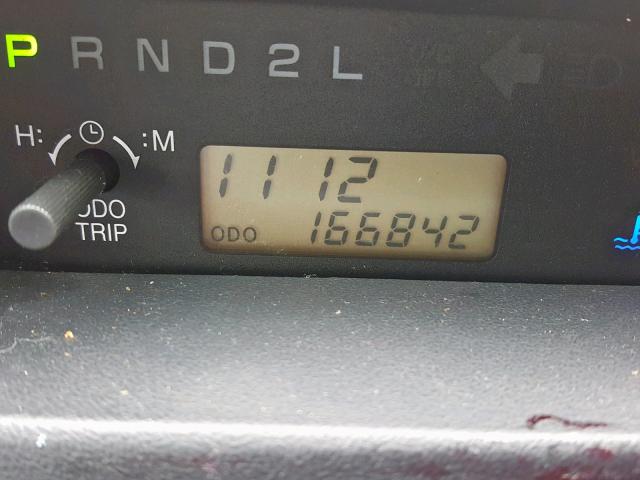 P R N D 2 L
H: :M
11 12
ODO
TRIP
ODO 166842